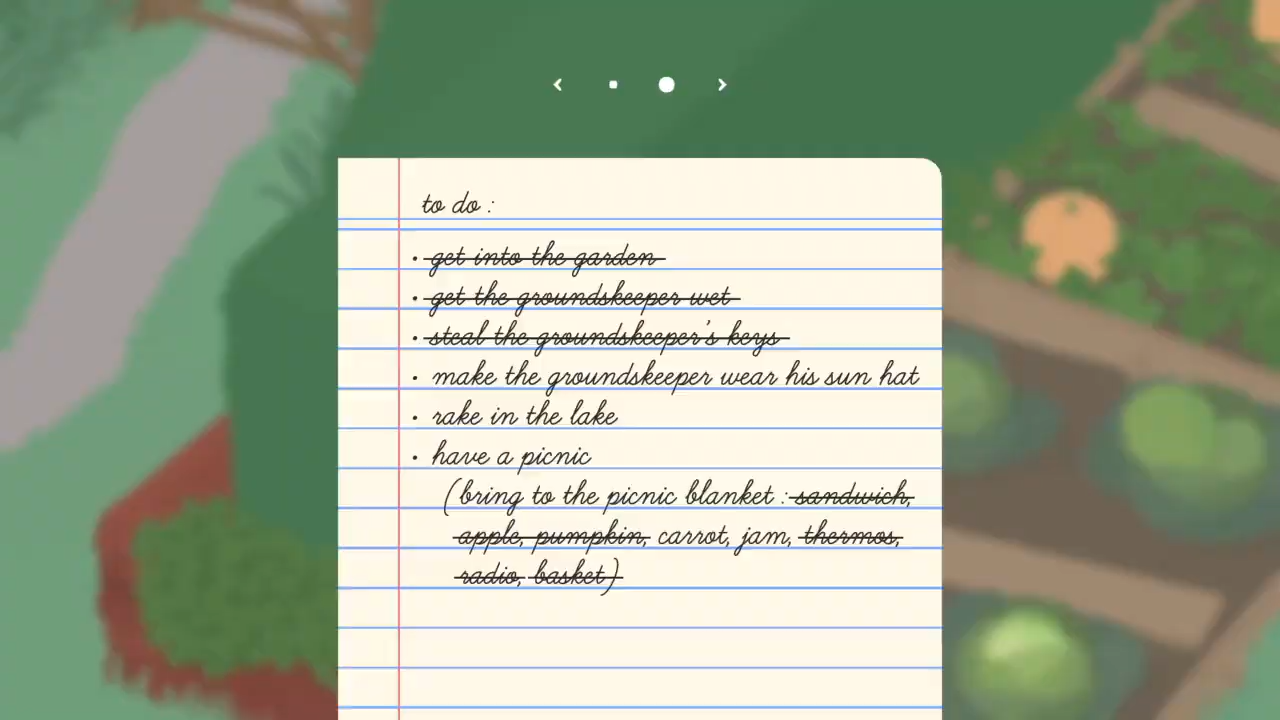 to do :
• get into the garden
• get the groundskeeper wet
• steal the groundskeeper's keys
• make the groundskeeper wear his sun hat
• rake in the lake
• have a picnic
(bring to the picnic blanket : sandwich,
apple, pumpkin, carrot, jam, thermos,
radio, basket)